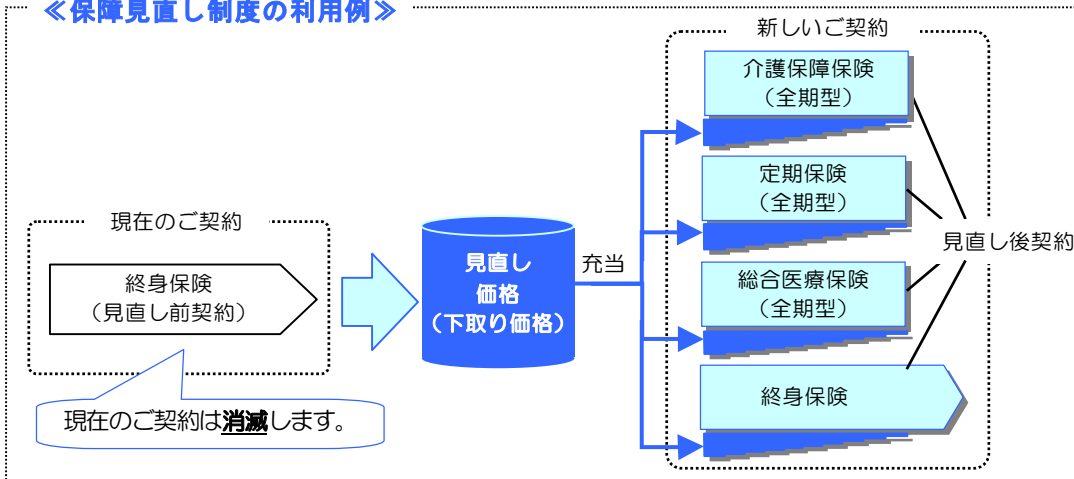 ≪保障見直し制度の利用例≫
新しいご契約
介護保障保険
（全期型）
定期保険
（全期型）
現在のご契約
見直し後契約
終身保険
（見直し前契約）
見直し
価格
（下取り価格）
充当
総合医療保険
（全期型）
終身保険
現在のご契約は消滅します。